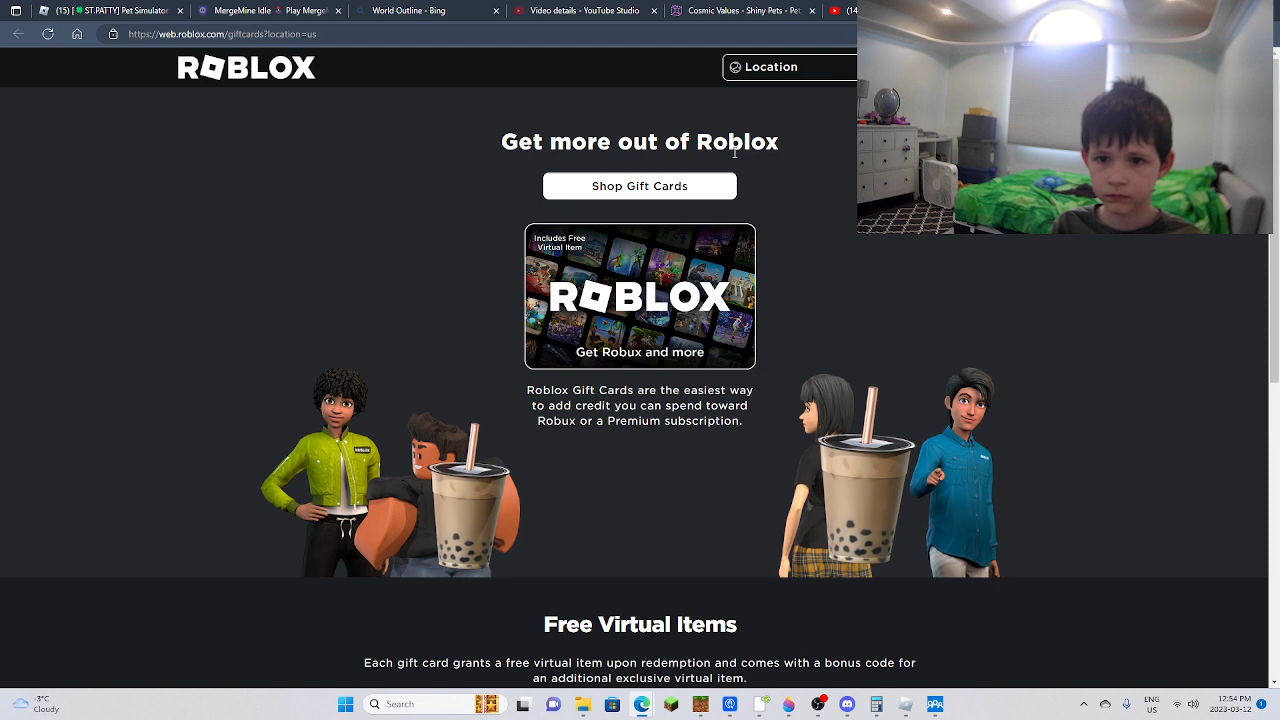 (15) [☘ST.PATTY] Pet Simulator
MergeMine Idle ⛏️ Play MergeM
World Outline - Bing
Video details - YouTube Studio
Cosmic Values - Shiny Pets - Pet
(14
https://web.roblox.com/giftcards?location=us
ROBLOX
Location
Get more out of Roblox
Shop Gift Cards
Includes Free
Virtual Item
ROBLOX
Get Robux and more
Roblox Gift Cards are the easiest way
to add credit you can spend toward
Robux or a Premium subscription.
Free Virtual Items
Each gift card grants a free virtual item upon redemption and comes with a bonus code for
an additional exclusive virtual item.
-3°C
Cloudy
Search
ENG
US
12:54 PM
2023-03-12
1